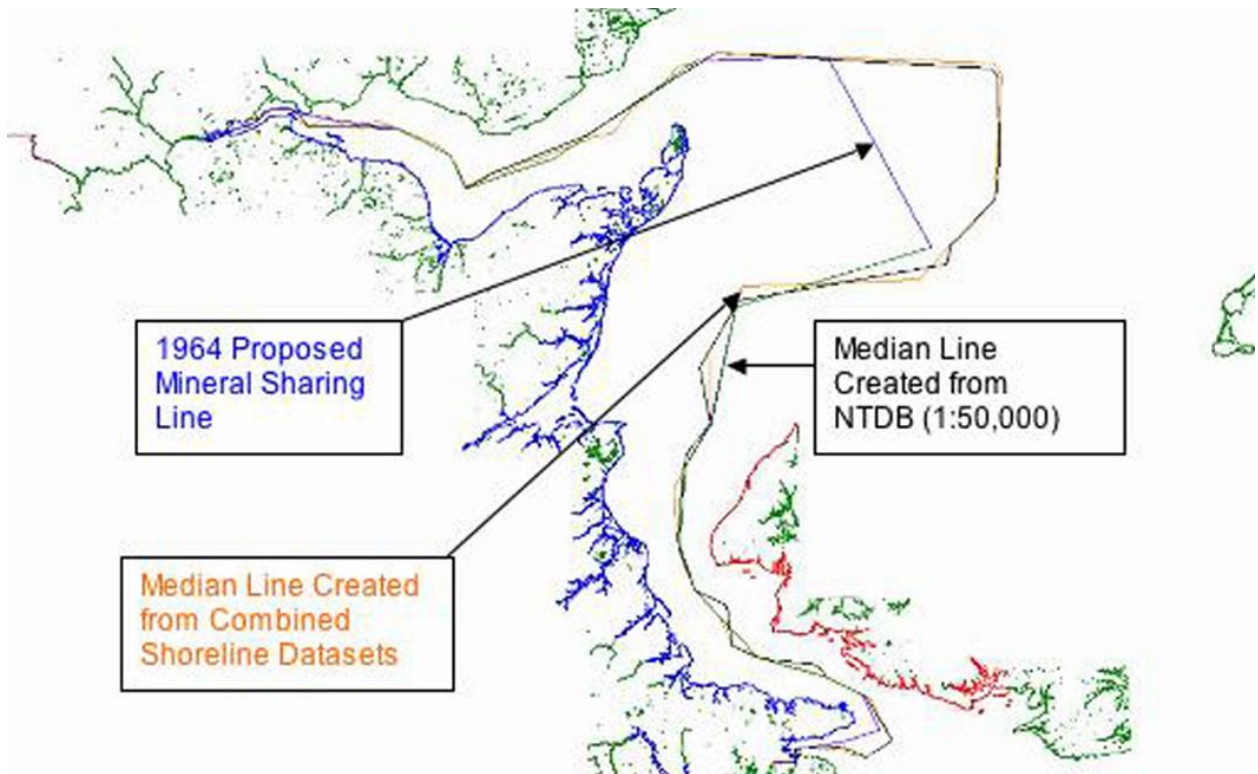 1964 Proposed
Mineral Sharing
Line
Median Line
Created from
NTDB (1:50,000)
Median Line Created
from Combined
Shoreline Datasets